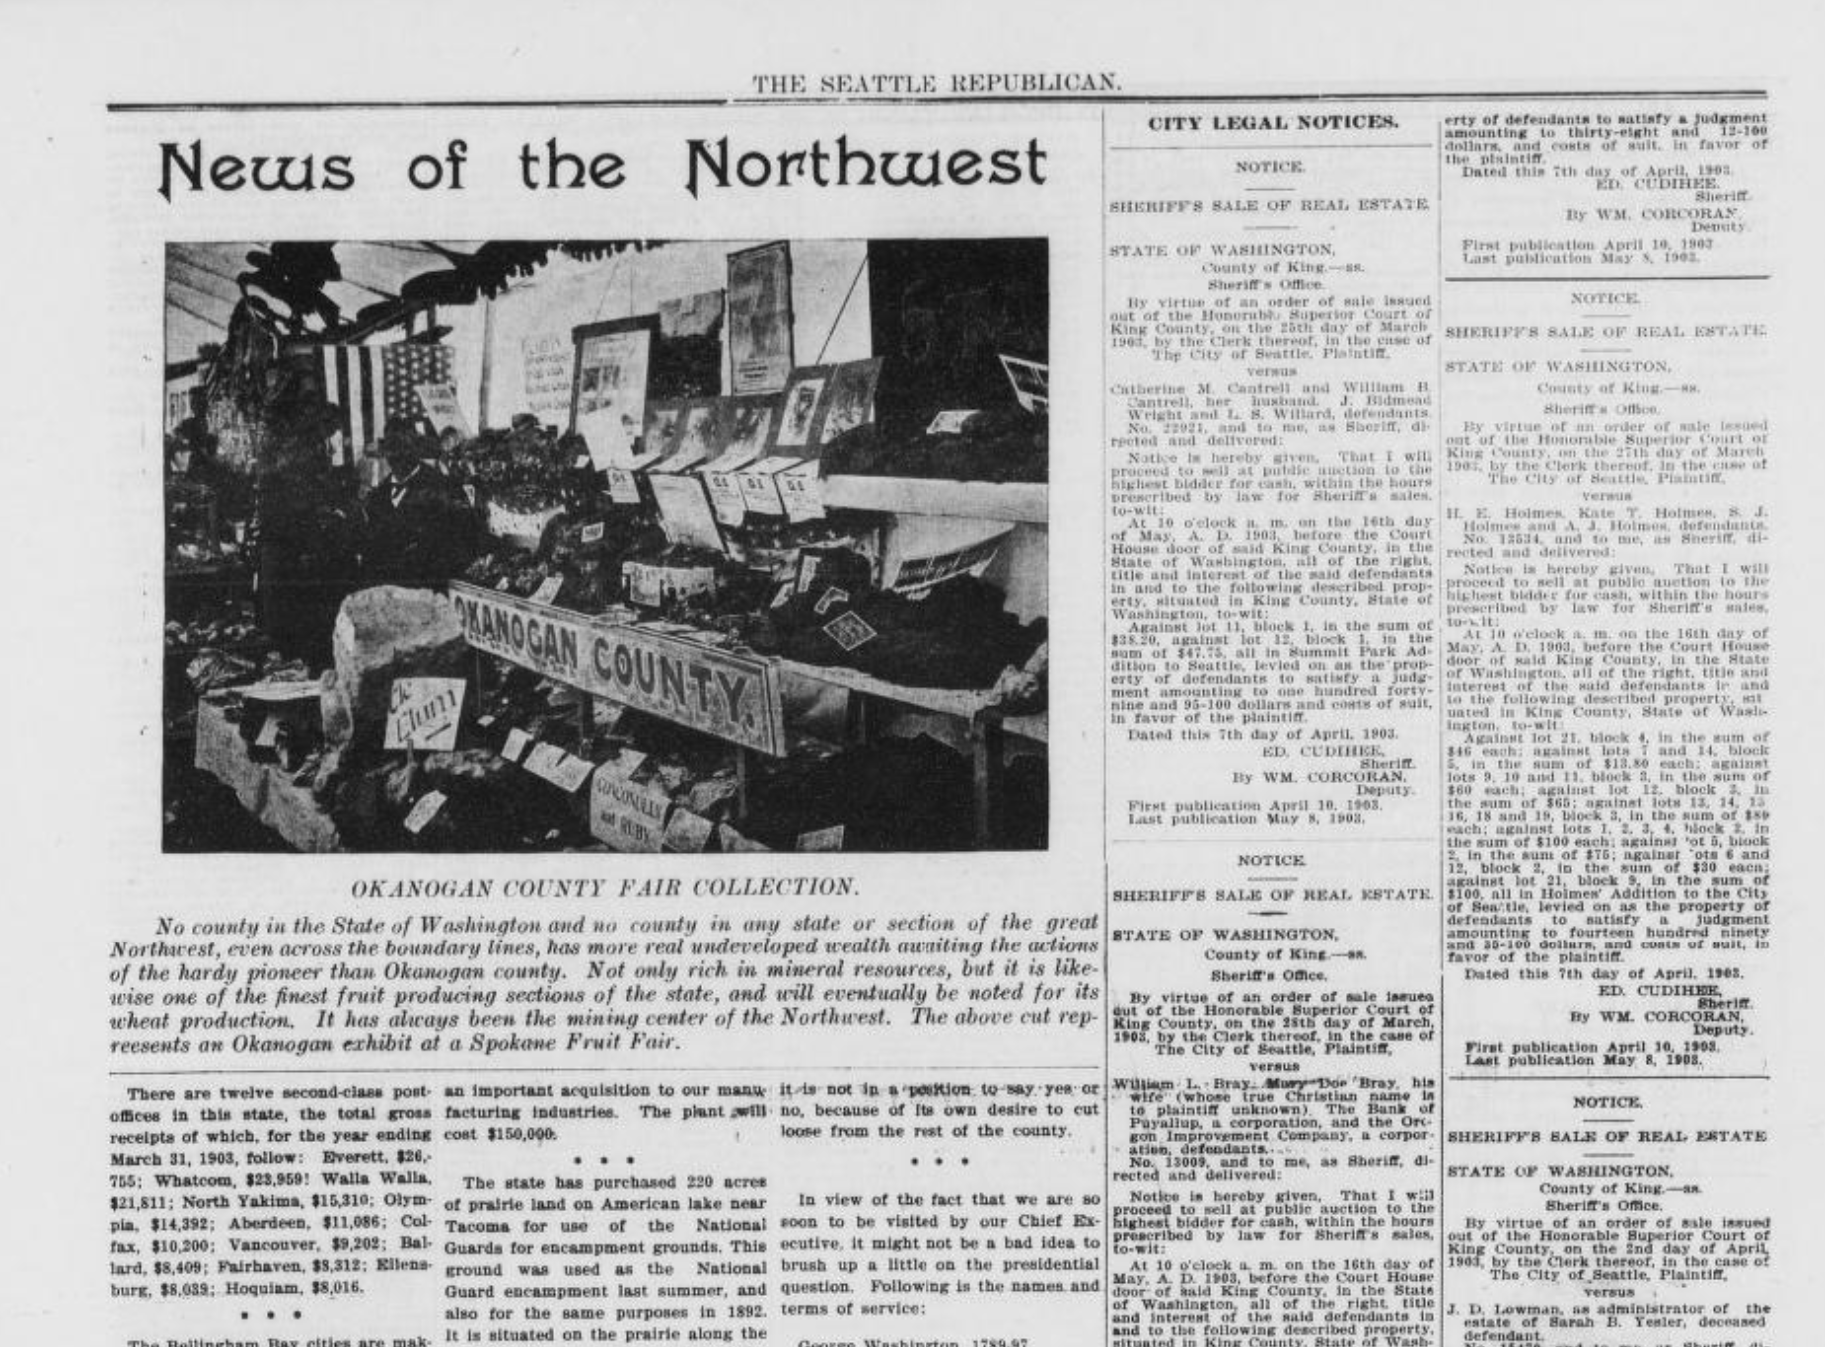 THE SEATTLE REPUBLICAN.
News of the Northwest
OKANOGAN COUNTY.
Cle
Elum
CONCONULLY
and RUBY
OKANOGAN COUNTY FAIR COLLECTION.
No county in the State of Washington and no county in any state or section of the great
Northwest, even across the boundary lines, has more real undeveloped wealth awaiting the actions
of the hardy pioneer than Okanogan county. Not only rich in mineral resources, but it is like-
wise one of the finest fruit producing sections of the state, and will eventually be noted for its
wheat production. It has always been the mining center of the Northwest. The above cut rep-
reesents an Okanogan exhibit at a Spokane Fruit Fair.
There are twelve second-class post-
offices in this state, the total gross
receipts of which, for the year ending
March 31, 1903, follow: Everett, $26,-
755; Whatcom, $23,959! Walla Walla,
$21,811; North Yakima, $15,310; Olym-
pia, $14,392; Aberdeen, $11,086; Col-
fax, $10,200; Vancouver, $9,202; Bal-
lard, $8,409; Fairhaven, $8,312; Ellens-
burg, $8,039; Hoquiam, $8,016.
• • •
The Bellingham Bay cities are mak-
an important acquisition to our manu-
facturing industries. The plant will
cost $150,000.
• • •
The state has purchased 220 acres
of prairie land on American lake near
Tacoma for use of the National
Guards for encampment grounds. This
ground was used as the National
Guard encampment last summer, and
also for the same purposes in 1892.
It is situated on the prairie along the
it is not in a position to say yes or
no, because of its own desire to cut
loose from the rest of the county.
• • •
In view of the fact that we are so
soon to be visited by our Chief Ex-
ecutive, it might not be a bad idea to
brush up a little on the presidential
question. Following is the names and
terms of service:
George Washington, 1789-97
CITY LEGAL NOTICES.
NOTICE.
SHERIFF'S SALE OF REAL ESTATE.
STATE OF WASHINGTON,
County of King.—ss.
Sheriff's Office.
By virtue of an order of sale issued
out of the Honorable Superior Court of
King County, on the 25th day of March
1903, by the Clerk thereof, in the case of
The City of Seattle, Plaintiff,
versus
Catherine M. Cantrell and William B.
Cantrell, her husband, J. Bidmead
Wright and L. S. Willard, defendants.
No. 22921, and to me, as Sheriff, di-
rected and delivered:
Notice is hereby given, That I will
proceed to sell at public auction to the
highest bidder for cash, within the hours
prescribed by law for Sheriff's sales,
to-wit:
At 10 o'clock a. m. on the 16th day
of May, A. D. 1903, before the Court
House door of said King County, in the
State of Washington, all of the right,
title and interest of the said defendants
in and to the following described prop-
erty, situated in King County, State of
Washington, to-wit:
Against lot 11, block 1, in the sum of
$38.20, against lot 12, block 1, in the
sum of $47.75, all in Summit Park Ad-
dition to Seattle, levied on as the prop-
erty of defendants to satisfy a judg-
ment amounting to one hundred forty-
nine and 95-100 dollars and costs of suit,
in favor of the plaintiff.
Dated this 7th day of April, 1903.
ED. CUDIHEE,
Sheriff.
By WM. CORCORAN,
Deputy.
First publication April 10, 1903.
Last publication May 8, 1903.
NOTICE
SHERIFF'S SALE OF REAL ESTATE.
STATE OF WASHINGTON,
County of King.—ss.
Sheriff's Office.
By virtue of an order of sale issued
out of the Honorable Superior Court of
King County, on the 28th day of March,
1903, by the Clerk thereof, in the case of
The City of Seattle, Plaintiff,
versus
William L. Bray, Mary Doe Bray, his
wife (whose true Christian name is
to plaintiff unknown). The Bank of
Puyallup, a corporation, and the Ore-
gon Improvement Company, a corpor-
ation, defendants.
No. 13009, and to me, as Sheriff, di-
rected and delivered:
Notice is hereby given, That I will
proceed to sell at public auction to the
highest bidder for cash, within the hours
prescribed by law for Sheriff's sales,
to-wit:
At 10 o'clock a. m. on the 16th day of
May, A. D. 1903, before the Court House
door of said King County, in the State
of Washington, all of the right, title
and interest of the said defendants in
and to the following described property,
situated in King County, State of Wash-
erty of defendants to satisfy a judgment
amounting to thirty-eight and 12-100
dollars, and costs of suit, in favor of
the plaintiff.
Dated this 7th day of April, 1903.
ED. CUDIHEE.
Sheriff.
By WM. CORCORAN,
Deputy.
First publication April 10, 1903
Last publication May 8, 1903.
NOTICE.
SHERIFF'S SALE OF REAL ESTATE.
STATE OF WASHINGTON,
County of King.—ss.
Sheriff's Office.
By virtue of an order of sale issued
out of the Honorable Superior Court of
King County, on the 27th day of March
1903, by the Clerk thereof, in the case of
The City of Seattle, Plaintiff,
versus
H. E. Holmes, Kate T. Holmes, S. J.
Holmes and A. J. Holmes, defendants.
No. 12534, and to me, as Sheriff, di-
rected and delivered:
Notice is hereby given, That I will
proceed to sell at public auction to the
highest bidder for cash, within the hours
prescribed by law for Sheriff's sales,
to-wit:
At 10 o'clock a. m. on the 16th day of
May, A. D. 1903, before the Court House
door of said King County, in the State
of Washington, all of the right, title and
interest of the said defendants in and
to the following described property, sit
uated in King County, State of Wash-
ington, to-wit:
Against lot 21, block 4, in the sum of
$46 each; against lots 7 and 14, block
5, in the sum of $13.80 each; against
lots 9, 10 and 11, block 3, in the sum of
$60 each; against lot 12, block 3, in
the sum of $65; against lots 13, 14, 15
16, 18 and 19, block 3, in the sum of $80
each; against lots 1, 2, 3, 4, block 2, in
the sum of $100 each; against lot 5, block
2, in the sum of $75; against lots 6 and
12, block 2, in the sum of $30 each;
against lot 21, block 9, in the sum of
$100, all in Holmes' Addition to the City
of Seattle, levied on as the property of
defendants to satisfy a judgment
amounting to fourteen hundred ninety
and 35-100 dollars, and costs of suit, in
favor of the plaintiff.
Dated this 7th day of April, 1903.
ED. CUDIHEE,
Sheriff.
By WM. CORCORAN,
Deputy.
First publication April 10, 1903.
Last publication May 8, 1903.
NOTICE.
SHERIFF'S SALE OF REAL ESTATE
STATE OF WASHINGTON,
County of King.—ss.
Sheriff's Office.
By virtue of an order of sale issued
out of the Honorable Superior Court of
King County, on the 2nd day of April,
1903, by the Clerk thereof, in the case of
The City of Seattle, Plaintiff,
versus
J. D. Lowman, as administrator of the
estate of Sarah B. Yesler, deceased
defendant.